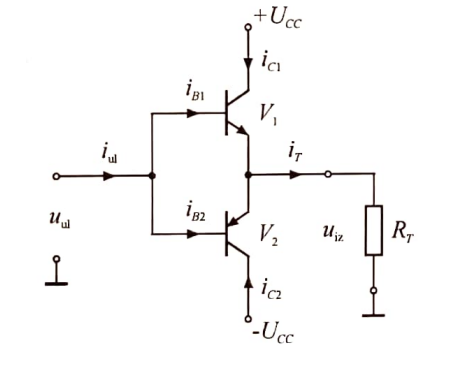 +U_CC
i_C1
i_B1
V_1
i_ul
i_T
i_B2
u_ul
V_2
u_iz
R_T
i_C2
-U_CC